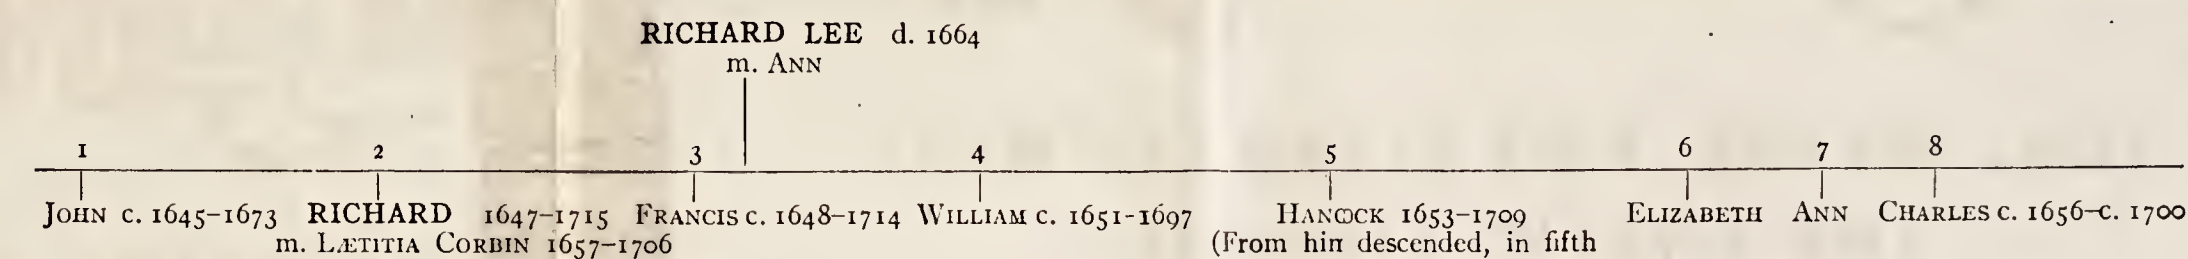 RICHARD LEE d. 1664
m. ANN
1 2 3 4 5 6 7 8
JOHN c. 1645-1673 RICHARD 1647-1715 FRANCIS c. 1648-1714 WILLIAM c. 1651-1697 HANCOCK 1653-1709 ELIZABETH ANN CHARLES c. 1656-c. 1700
m. LÆTITIA CORBIN 1657-1706 (From him descended, in fifth